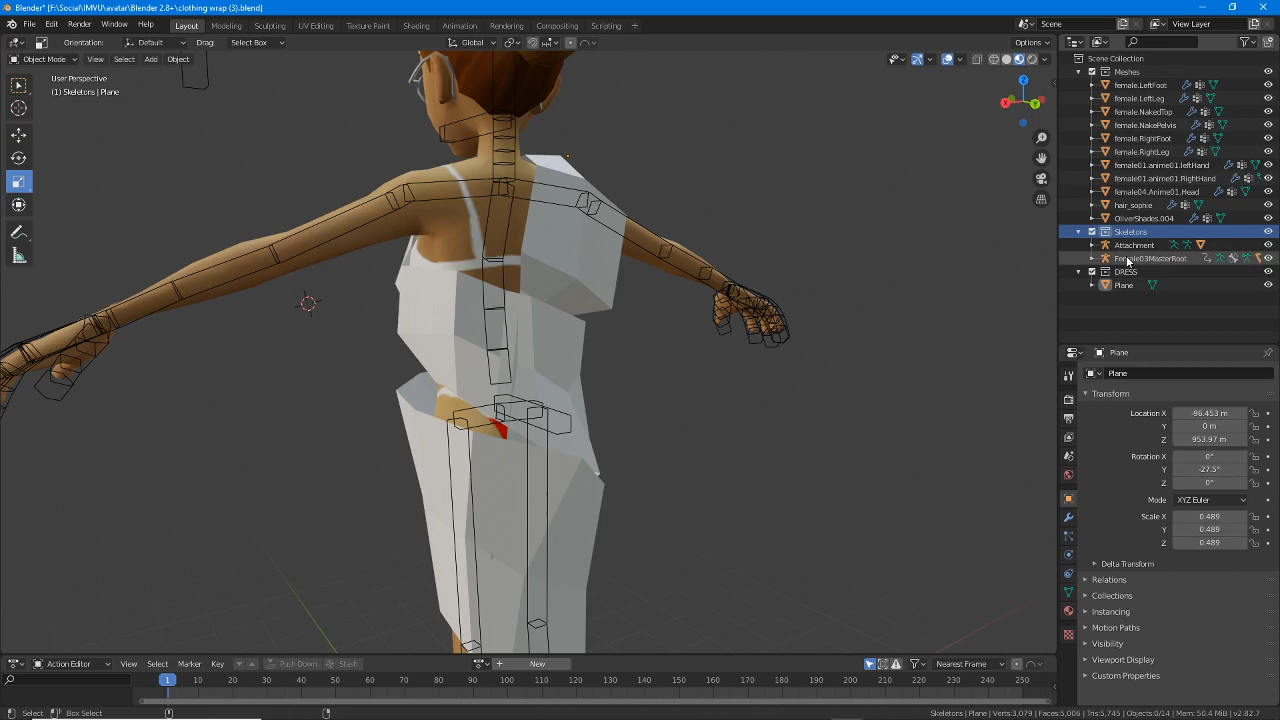 Blender* [F:\Social\IMVU\avatar\Blender 2.8+\clothing wrap (3).blend]
File Edit Render Window Help Layout Modeling Sculpting UV Editing Texture Paint Shading Animation Rendering Compositing Scripting + Scene View Layer
Orientation: Default Drag: Select Box Global Options
Object Mode View Select Add Object
User Perspective
(1) Skeletons | Plane
Z
X
Y
Scene Collection
Meshes
female.LeftFoot
female.LeftLeg
female.NakedTop
female.NakePelvis
female.RightFoot
female.RightLeg
female01.anime01.leftHand
female01.anime01.RightHand
female04.Anime01.Head
hair_sophie
OliverShades.004
Skeletons
Attachment
Female03MasterRoot
DRESS
Plane
Plane
Plane
Transform
Location X -96.453 m
Y 0 m
Z 953.97 m
Rotation X 0°
Y -27.5°
Z 0°
Mode XYZ Euler
Scale X 0.489
Y 0.489
Z 0.489
Delta Transform
Relations
Collections
Instancing
Motion Paths
Visibility
Viewport Display
Custom Properties
Action Editor View Select Marker Key Push Down Stash + New Nearest Frame
1 10 20 30 40 50 60 70 80 90 100 110 120 130 140 150 160 170 180 190 200 210 220 230 240 250
Select Box Select Skeletons | Plane | Verts:3,079 | Faces:5,006 | Tris:5,745 | Objects:0/14 | Mem: 50.4 MiB | v2.82.7